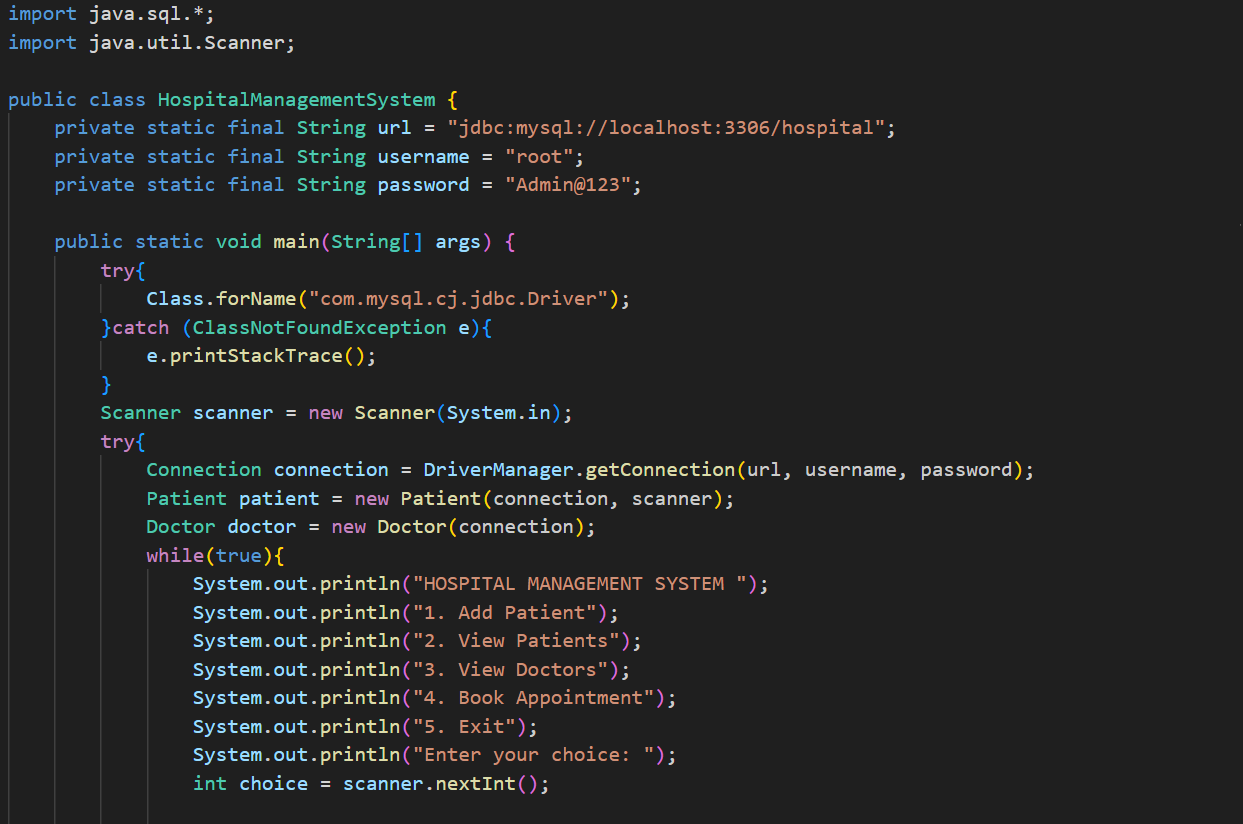 import java.sql.*;
import java.util.Scanner;

public class HospitalManagementSystem {
    private static final String url = "jdbc:mysql://localhost:3306/hospital";
    private static final String username = "root";
    private static final String password = "Admin@123";

    public static void main(String[] args) {
        try{
            Class.forName("com.mysql.cj.jdbc.Driver");
        }catch (ClassNotFoundException e){
            e.printStackTrace();
        }
        Scanner scanner = new Scanner(System.in);
        try{
            Connection connection = DriverManager.getConnection(url, username, password);
            Patient patient = new Patient(connection, scanner);
            Doctor doctor = new Doctor(connection);
            while(true){
                System.out.println("HOSPITAL MANAGEMENT SYSTEM ");
                System.out.println("1. Add Patient");
                System.out.println("2. View Patients");
                System.out.println("3. View Doctors");
                System.out.println("4. Book Appointment");
                System.out.println("5. Exit");
                System.out.println("Enter your choice: ");
                int choice = scanner.nextInt();